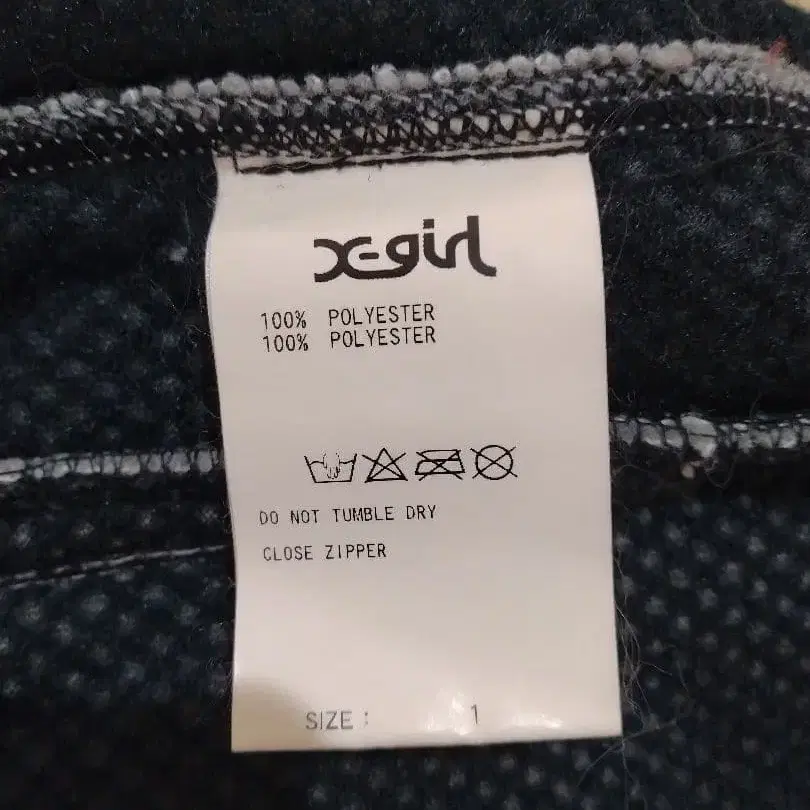 X-girl
100% POLYESTER
100% POLYESTER
DO NOT TUMBLE DRY
CLOSE ZIPPER
SIZE : 1